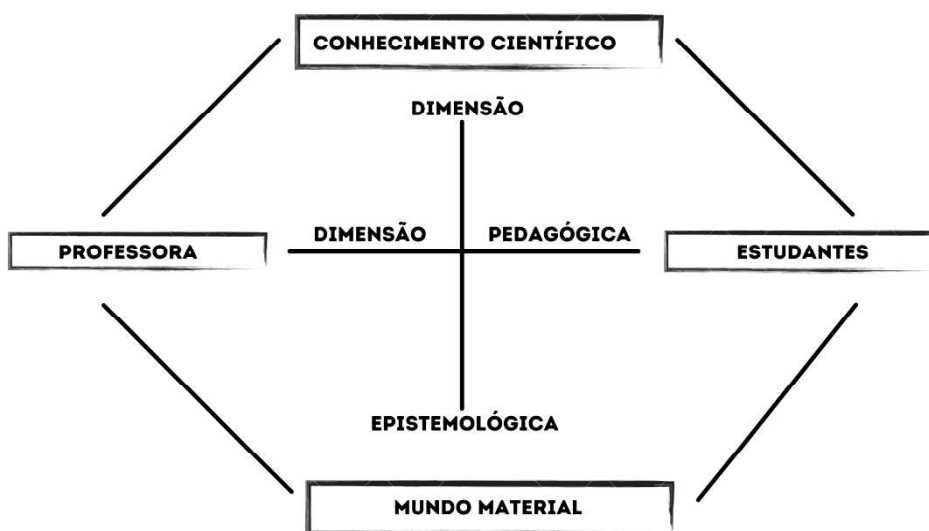 CONHECIMENTO CIENTÍFICO
DIMENSÃO
DIMENSÃO PEDAGÓGICA
PROFESSORA
ESTUDANTES
EPISTEMOLÓGICA
MUNDO MATERIAL